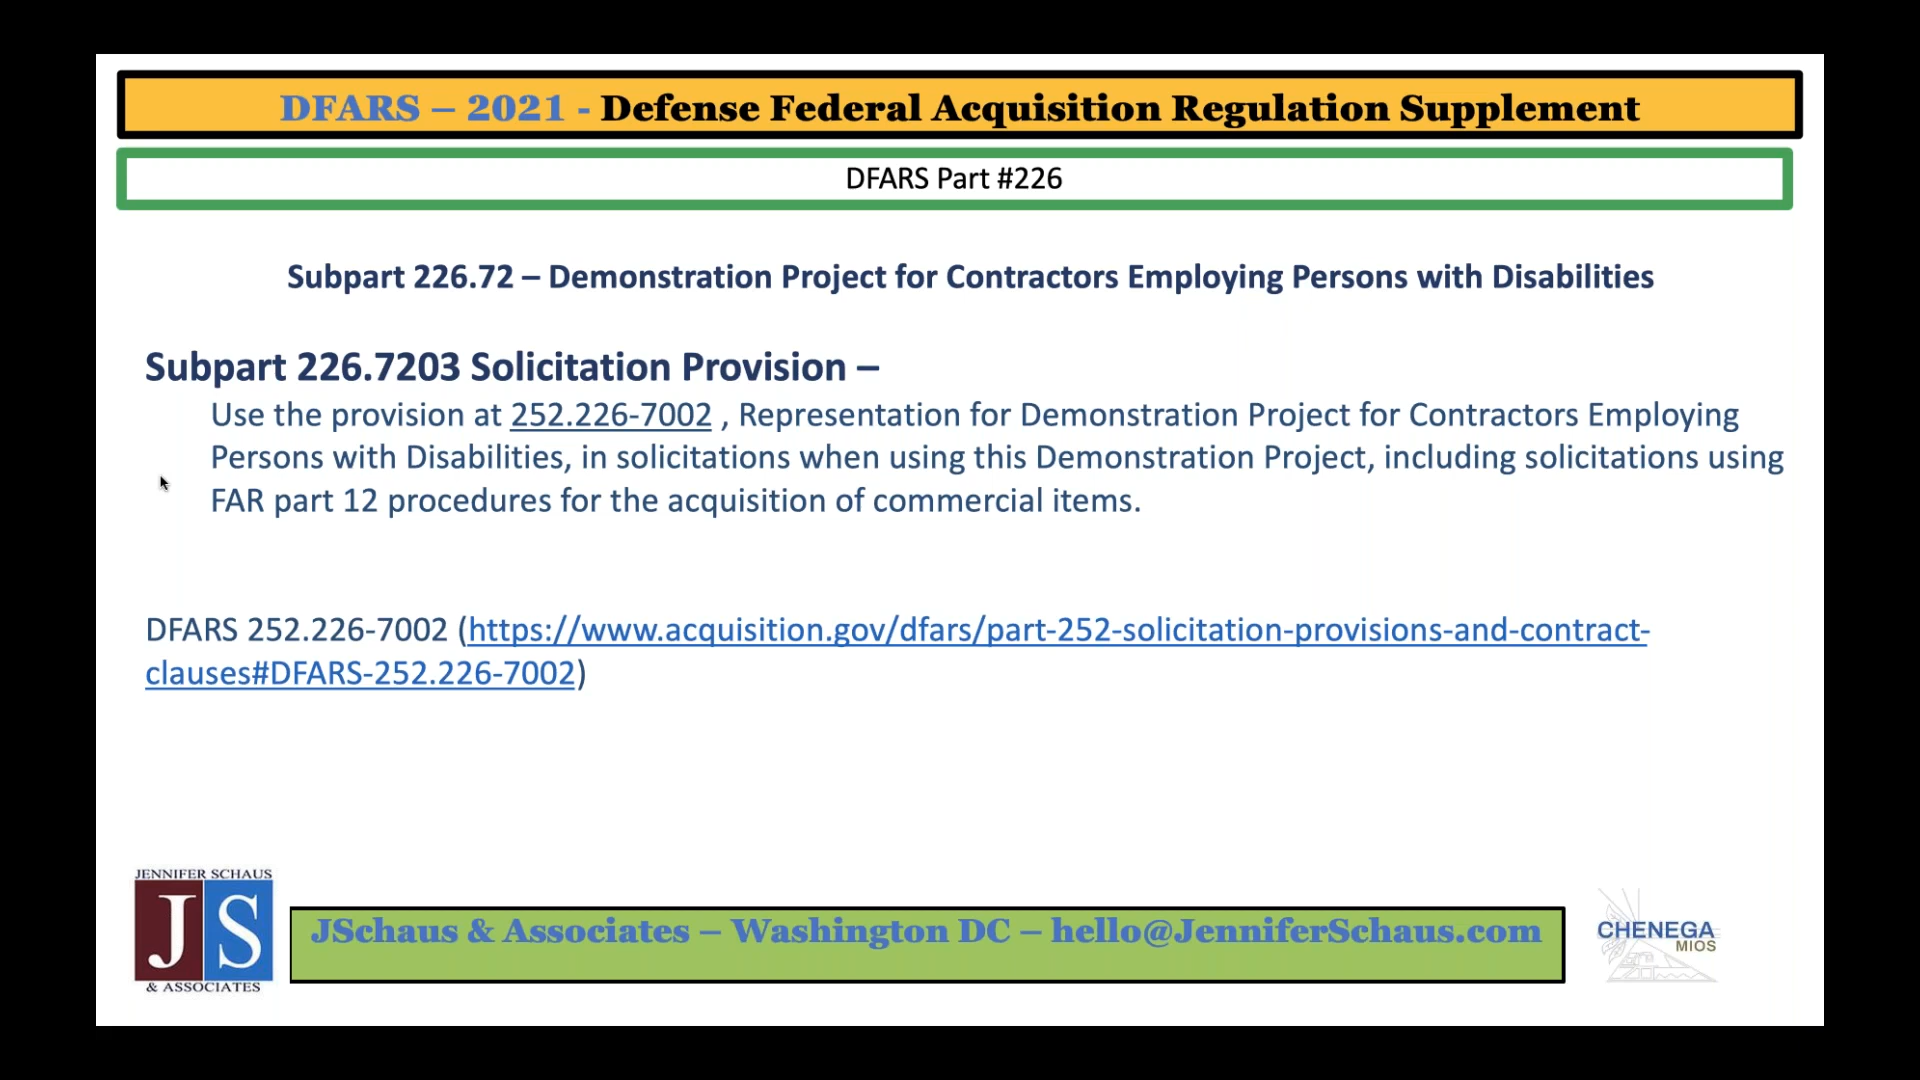 DFARS – 2021 - Defense Federal Acquisition Regulation Supplement
DFARS Part #226
Subpart 226.72 – Demonstration Project for Contractors Employing Persons with Disabilities
Subpart 226.7203 Solicitation Provision –
Use the provision at 252.226-7002 , Representation for Demonstration Project for Contractors Employing
Persons with Disabilities, in solicitations when using this Demonstration Project, including solicitations using
FAR part 12 procedures for the acquisition of commercial items.
DFARS 252.226-7002 (https://www.acquisition.gov/dfars/part-252-solicitation-provisions-and-contract-
clauses#DFARS-252.226-7002)
JENNIFER SCHAUS
JS
& ASSOCIATES
JSchaus & Associates – Washington DC – hello@JenniferSchaus.com
CHENEGA
MIOS